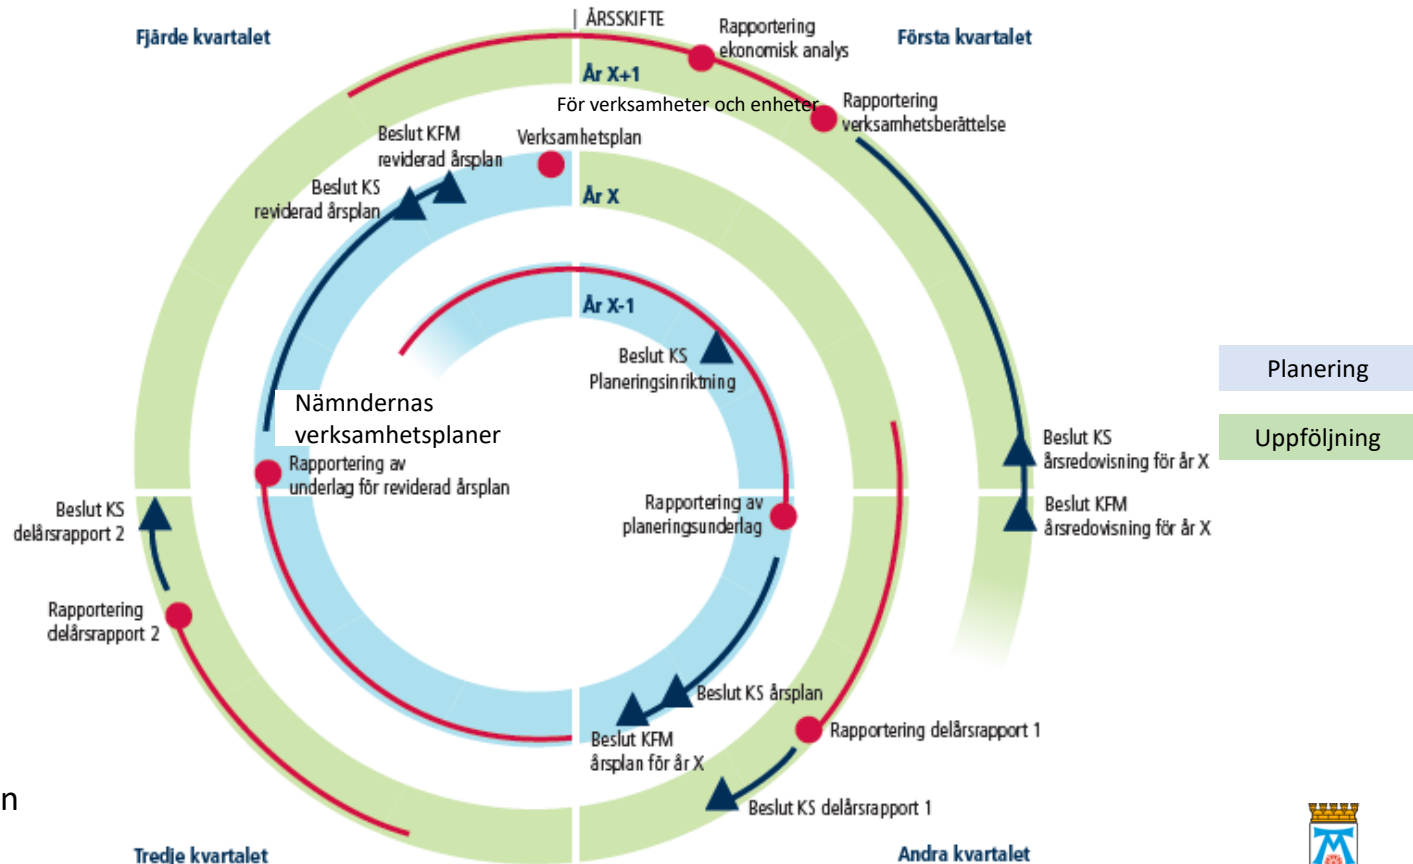 Fjärde kvartalet
| ÅRSSKIFTE
Rapportering
ekonomisk analys
Första kvartalet
År X+1
För verksamheter och enheter
Rapportering
verksamhetsberättelse
Beslut KFM
reviderad årsplan
Verksamhetsplan
Beslut KS
reviderad årsplan
År X
År X-1
Beslut KS
Planeringsinriktning
Planering
Nämndernas
verksamhetsplaner
Uppföljning
Beslut KS
årsredovisning för år X
Rapportering av
underlag för reviderad årsplan
Rapportering av
planeringsunderlag
Beslut KFM
årsredovisning för år X
Beslut KS
delårsrapport 2
Rapportering
delårsrapport 2
Beslut KS årsplan
Rapportering delårsrapport 1
Beslut KFM
årsplan för år X
Beslut KS delårsrapport 1
n
Tredje kvartalet
Andra kvartalet